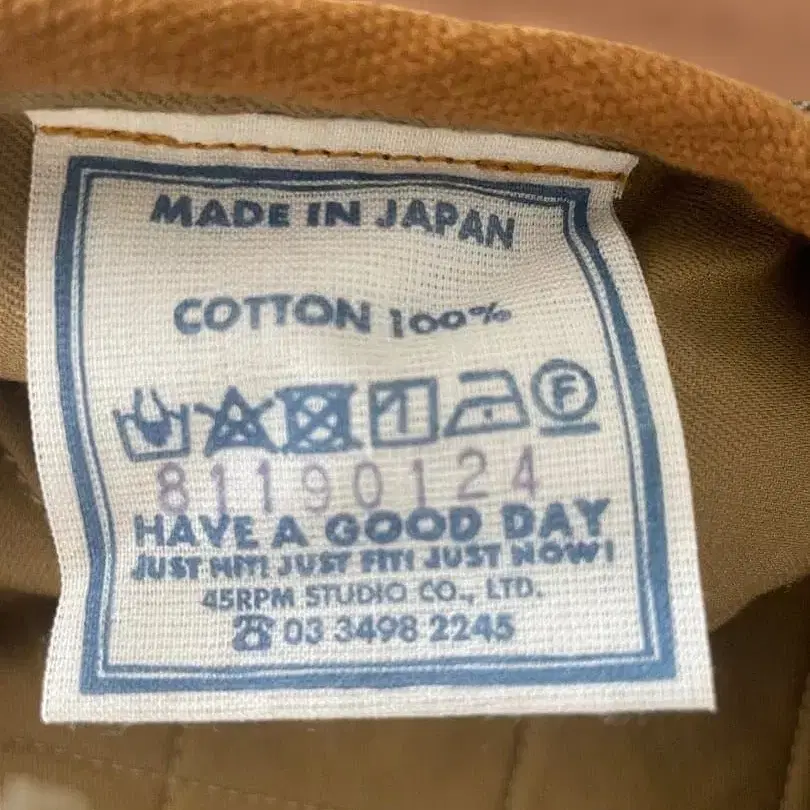 MADE IN JAPAN
COTTON 100%
F
81190124
HAVE A GOOD DAY
JUST HIT! JUST FIT! JUST NOW!
45RPM STUDIO CO., LTD.
☎ 03 3498 2245